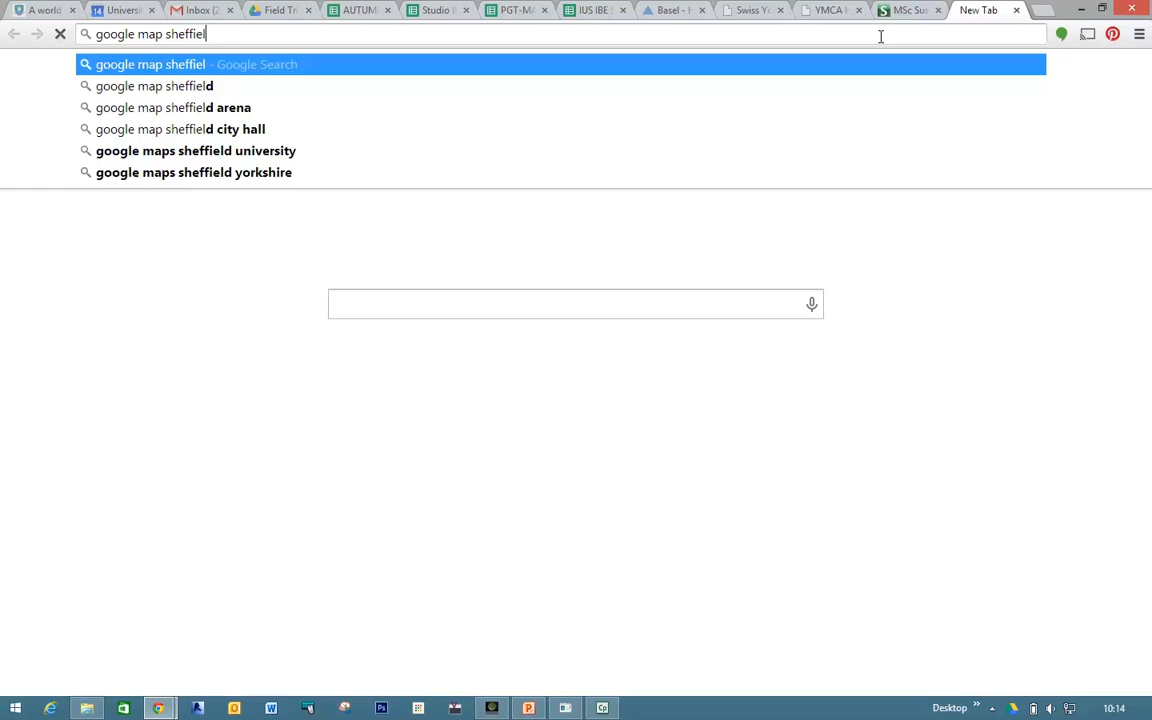 A world Universi Inbox (2 Field Tri AUTUM Studio II PGT-MA IUS IBE S Basel - H Swiss Yo YMCA H MSc Sus New Tab
google map sheffiel
google map sheffiel - Google Search
google map sheffield
google map sheffield arena
google map sheffield city hall
google maps sheffield university
google maps sheffield yorkshire
Desktop 10:14